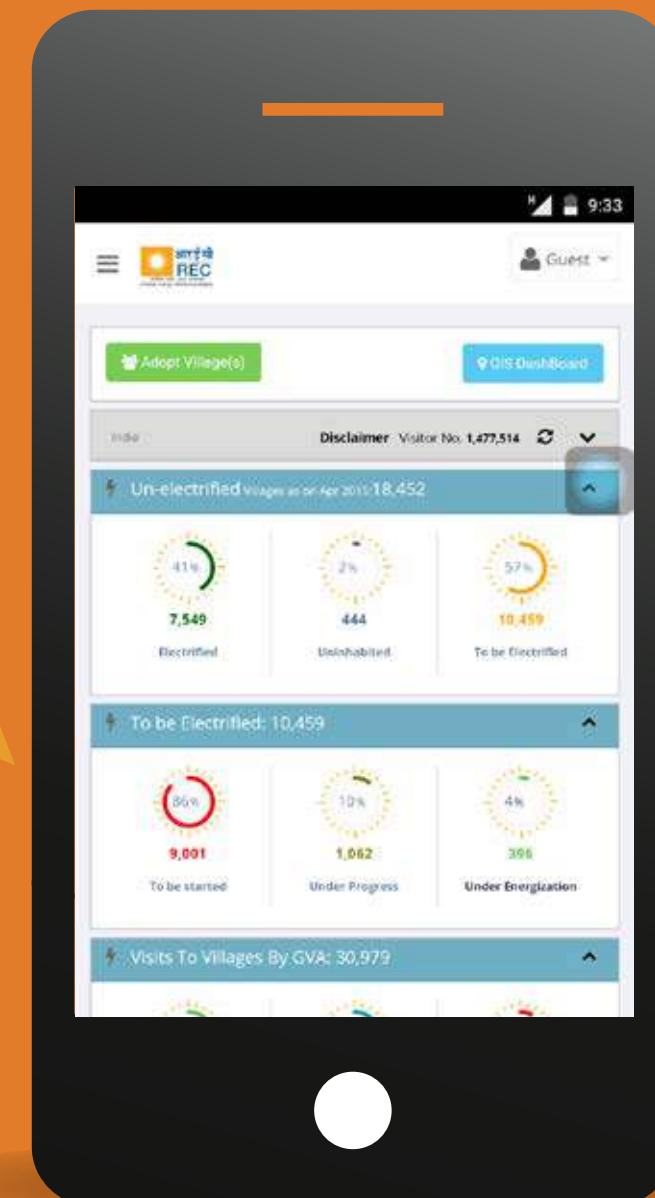 H 9:33
आरईसी
REC
Guest
Adopt Village(s)
GIS DashBoard
India
Disclaimer Visitor No. 1,477,514
Un-electrified Villages as on Apr 2015 18,452
41% 2% 57%
7,549 444 10,459
Electrified Uninhabited To be Electrified
To be Electrified: 10,459
86% 10% 4%
9,001 1,062 396
To be started Under Progress Under Energization
Visits To Villages By GVA: 30,979